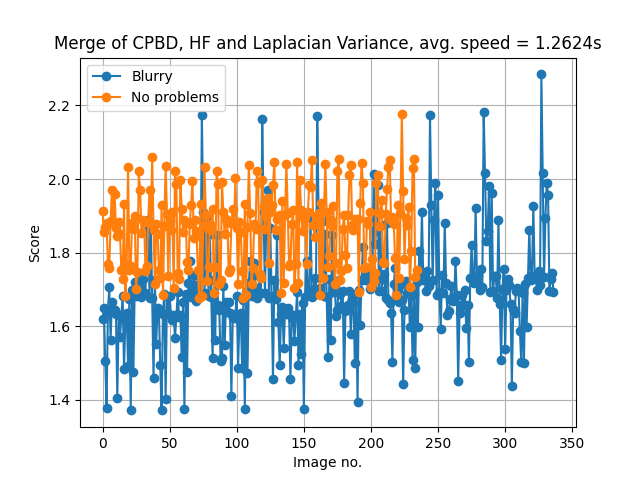 Merge of CPBD, HF and Laplacian Variance, avg. speed = 1.2624s
Blurry
No problems
Score
2.2
2.0
1.8
1.6
1.4
0 50 100 150 200 250 300 350
Image no.